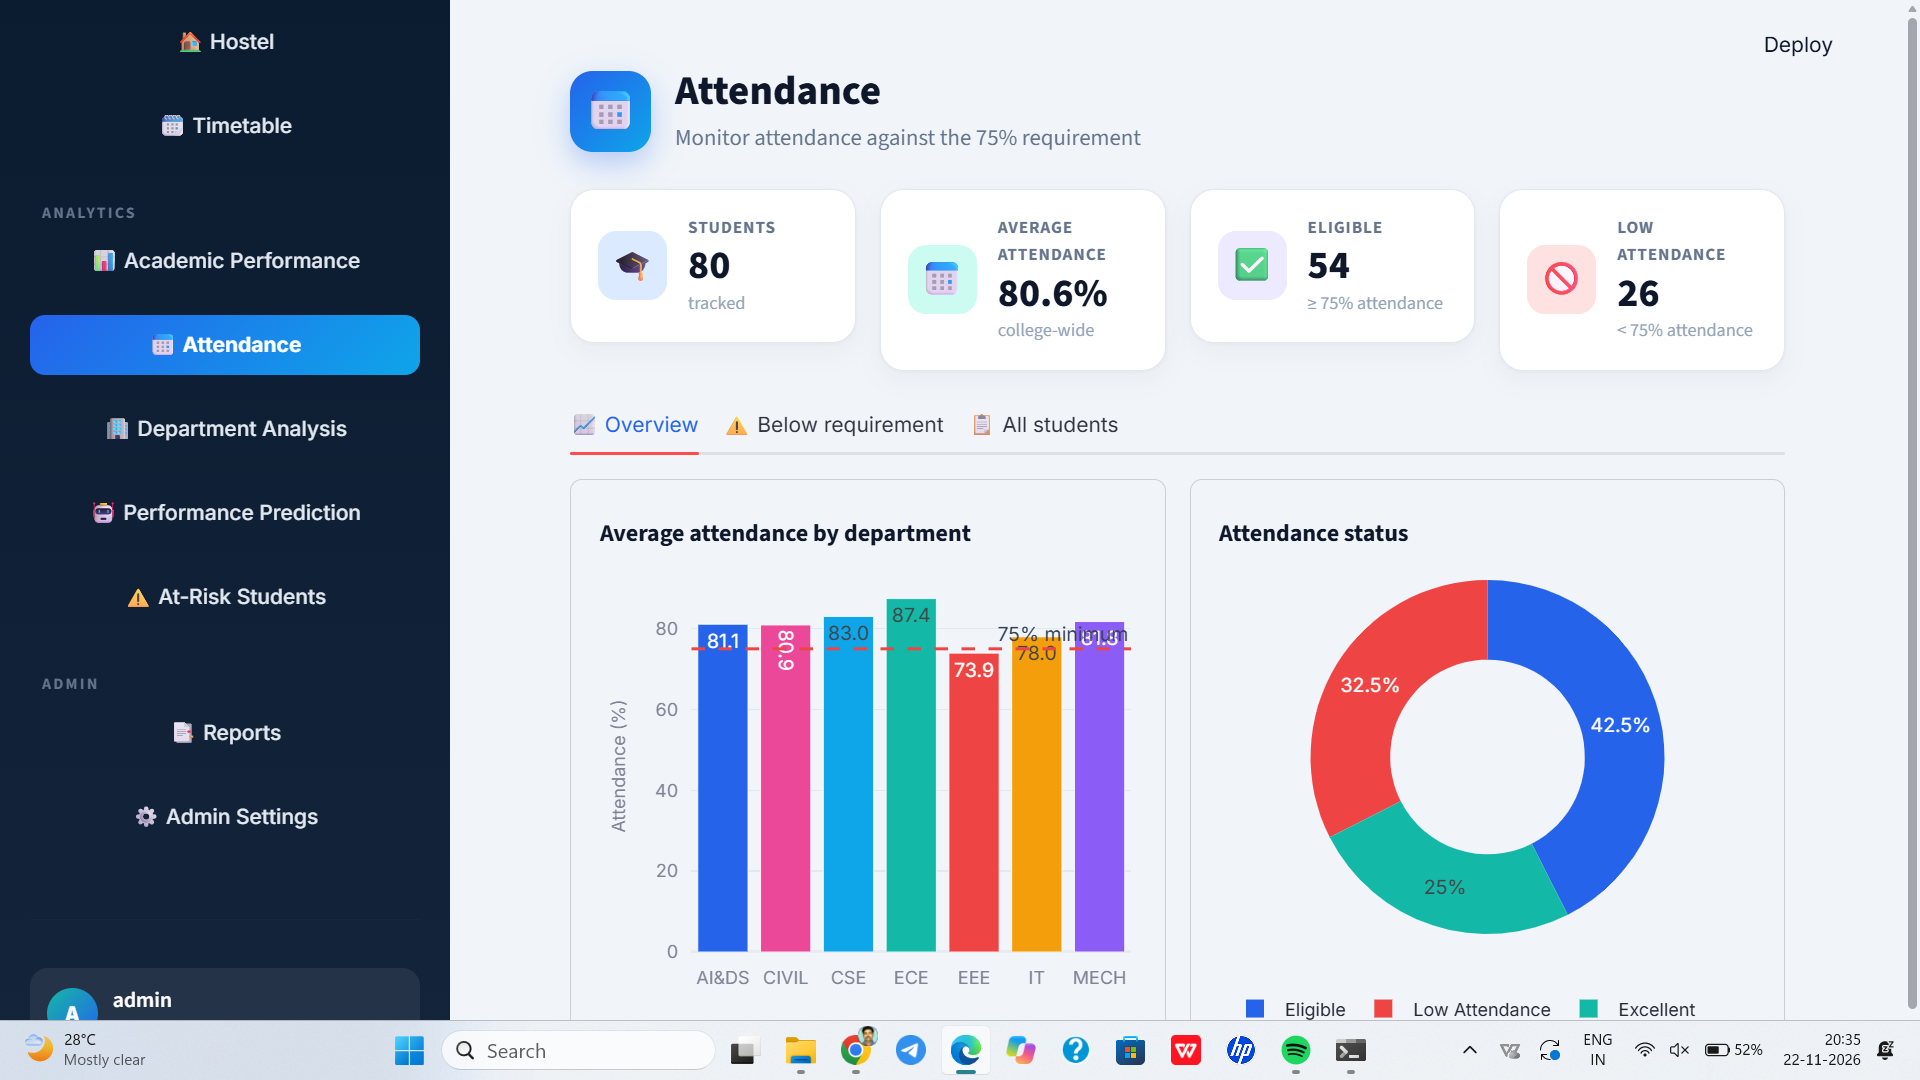 Hostel
Timetable
ANALYTICS
Academic Performance
Attendance
Department Analysis
Performance Prediction
At-Risk Students
ADMIN
Reports
Admin Settings
A
admin
Deploy
Attendance
Monitor attendance against the 75% requirement
STUDENTS
80
tracked
AVERAGE
ATTENDANCE
80.6%
college-wide
ELIGIBLE
54
≥ 75% attendance
LOW
ATTENDANCE
26
< 75% attendance
Overview
Below requirement
All students
Average attendance by department
Attendance (%)
80
60
40
20
0
81.1
80.9
83.0
87.4
73.9
78.0
75% minimum
AI&DS
CIVIL
CSE
ECE
EEE
IT
MECH
Attendance status
32.5%
42.5%
25%
Eligible
Low Attendance
Excellent
28°C
Mostly clear
Search
hp
ENG
IN
52%
20:35
22-11-2026